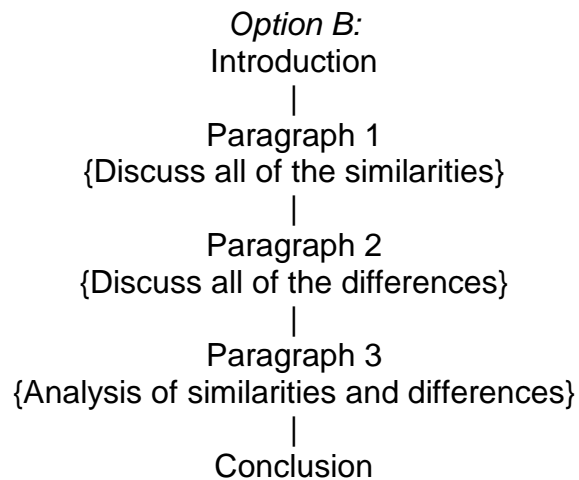 Option B:
Introduction
|
Paragraph 1
{Discuss all of the similarities}
|
Paragraph 2
{Discuss all of the differences}
|
Paragraph 3
{Analysis of similarities and differences}
|
Conclusion